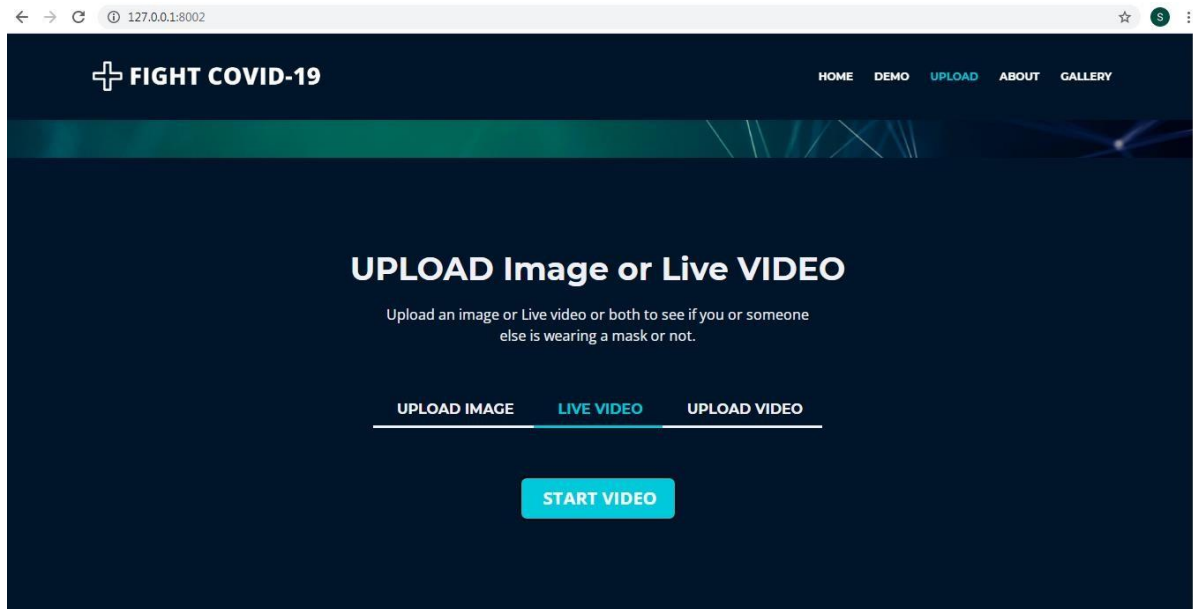 127.0.0.1:8002
S
FIGHT COVID-19
HOME DEMO UPLOAD ABOUT GALLERY
UPLOAD Image or Live VIDEO
Upload an image or Live video or both to see if you or someone
else is wearing a mask or not.
UPLOAD IMAGE LIVE VIDEO UPLOAD VIDEO
START VIDEO